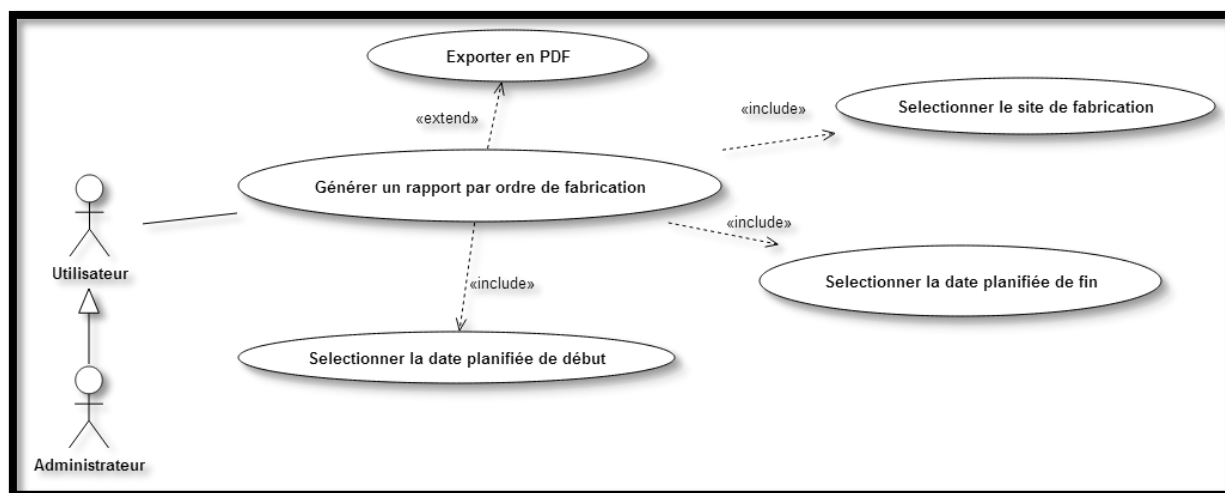 Exporter en PDF
«extend»
«include»
Selectionner le site de fabrication
Générer un rapport par ordre de fabrication
«include»
Utilisateur
Selectionner la date planifiée de fin
«include»
Selectionner la date planifiée de début
Administrateur